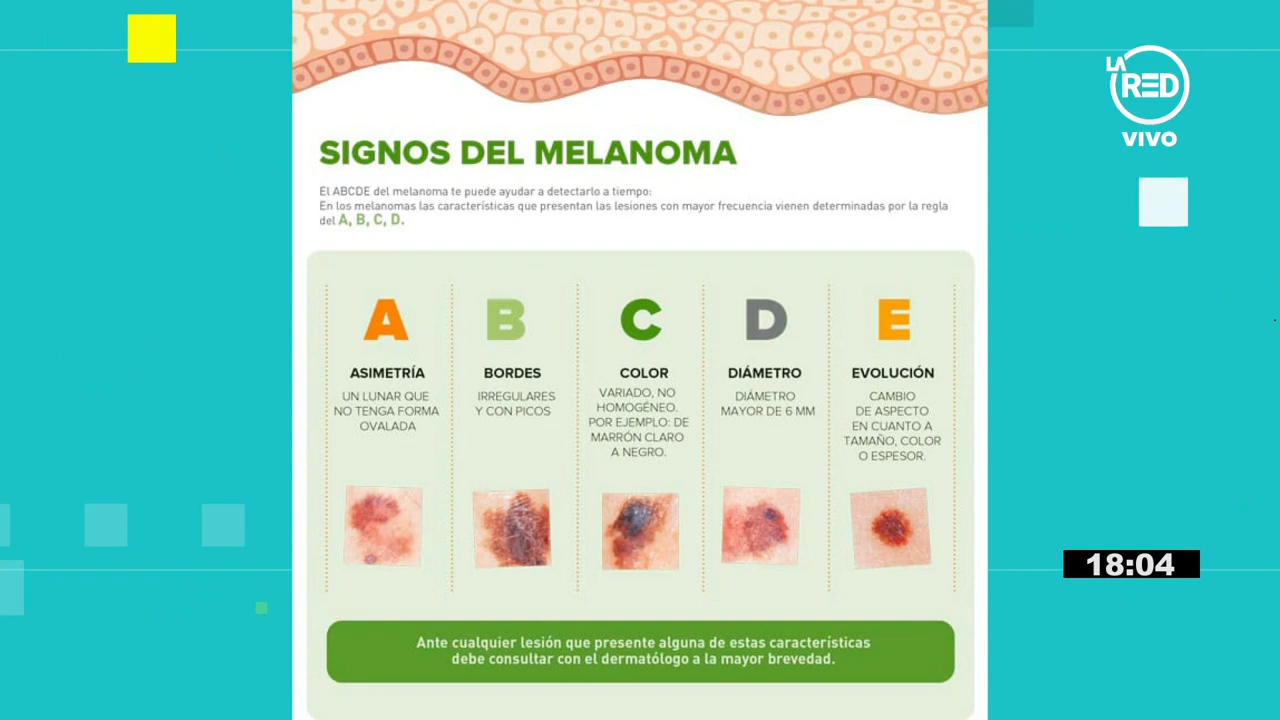 LA
RED
VIVO
SIGNOS DEL MELANOMA
El ABCDE del melanoma te puede ayudar a detectarlo a tiempo:
En los melanomas las características que presentan las lesiones con mayor frecuencia vienen determinadas por la regla
del A, B, C, D.
A
ASIMETRÍA
UN LUNAR QUE
NO TENGA FORMA
OVALADA
B
BORDES
IRREGULARES
Y CON PICOS
C
COLOR
VARIADO, NO
HOMOGÉNEO.
POR EJEMPLO: DE
MARRÓN CLARO
A NEGRO.
D
DIÁMETRO
DIÁMETRO
MAYOR DE 6 MM
E
EVOLUCIÓN
CAMBIO
DE ASPECTO
EN CUANTO A
TAMAÑO, COLOR
O ESPESOR.
18:04
Ante cualquier lesión que presente alguna de estas características
debe consultar con el dermatólogo a la mayor brevedad.